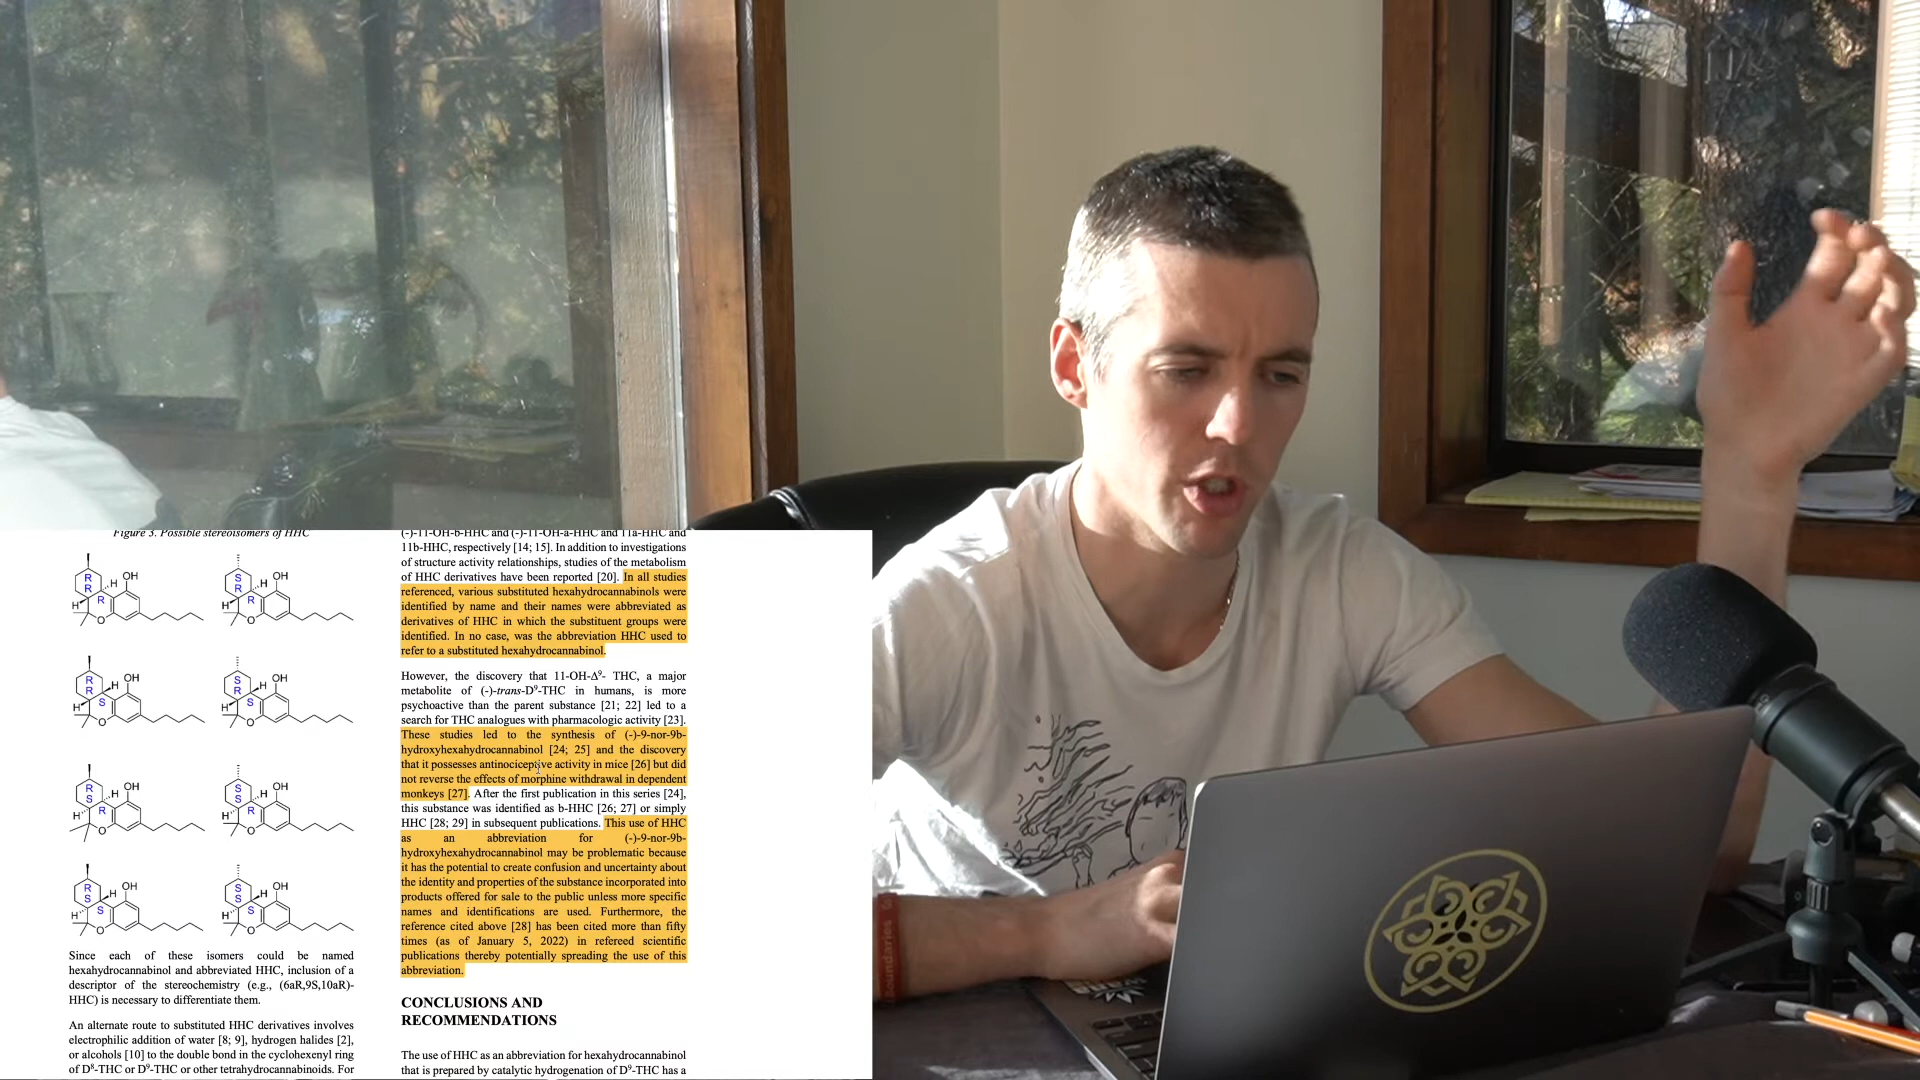 Figure 3. Possible stereoisomers of HHC
R
R
R
H
H
OH
O
S
R
R
H
H
OH
O
R
R
S
H
H
OH
O
S
R
S
H
H
OH
O
R
S
R
H
H
OH
O
S
S
R
H
H
OH
O
R
S
S
H
H
OH
O
S
S
S
H
H
OH
O
Since each of these isomers could be named
hexahydrocannabinol and abbreviated HHC, inclusion of a
descriptor of the stereochemistry (e.g., (6aR,9S,10aR)-
HHC) is necessary to differentiate them.
An alternate route to substituted HHC derivatives involves
electrophilic addition of water [8; 9], hydrogen halides [2],
or alcohols [10] to the double bond in the cyclohexenyl ring
of D⁸-THC or D⁹-THC or other tetrahydrocannabinoids. For
(-)-11-OH-b-HHC and (-)-11-OH-a-HHC and 11a-HHC and
11b-HHC, respectively [14; 15]. In addition to investigations
of structure activity relationships, studies of the metabolism
of HHC derivatives have been reported [20]. In all studies
referenced, various substituted hexahydrocannabinols were
identified by name and their names were abbreviated as
derivatives of HHC in which the substituent groups were
identified. In no case, was the abbreviation HHC used to
refer to a substituted hexahydrocannabinol.
However, the discovery that 11-OH-Δ⁹- THC, a major
metabolite of (-)-trans-D⁹-THC in humans, is more
psychoactive than the parent substance [21; 22] led to a
search for THC analogues with pharmacologic activity [23].
These studies led to the synthesis of (-)-9-nor-9b-
hydroxyhexahydrocannabinol [24; 25] and the discovery
that it possesses antinociceptive activity in mice [26] but did
not reverse the effects of morphine withdrawal in dependent
monkeys [27]. After the first publication in this series [24],
this substance was identified as b-HHC [26; 27] or simply
HHC [28; 29] in subsequent publications. This use of HHC
as an abbreviation for (-)-9-nor-9b-
hydroxyhexahydrocannabinol may be problematic because
it has the potential to create confusion and uncertainty about
the identity and properties of the substance incorporated into
products offered for sale to the public unless more specific
names and identifications are used. Furthermore, the
reference cited above [28] has been cited more than fifty
times (as of January 5, 2022) in refereed scientific
publications thereby potentially spreading the use of this
abbreviation.
CONCLUSIONS AND
RECOMMENDATIONS
The use of HHC as an abbreviation for hexahydrocannabinol
that is prepared by catalytic hydrogenation of D⁹-THC has a